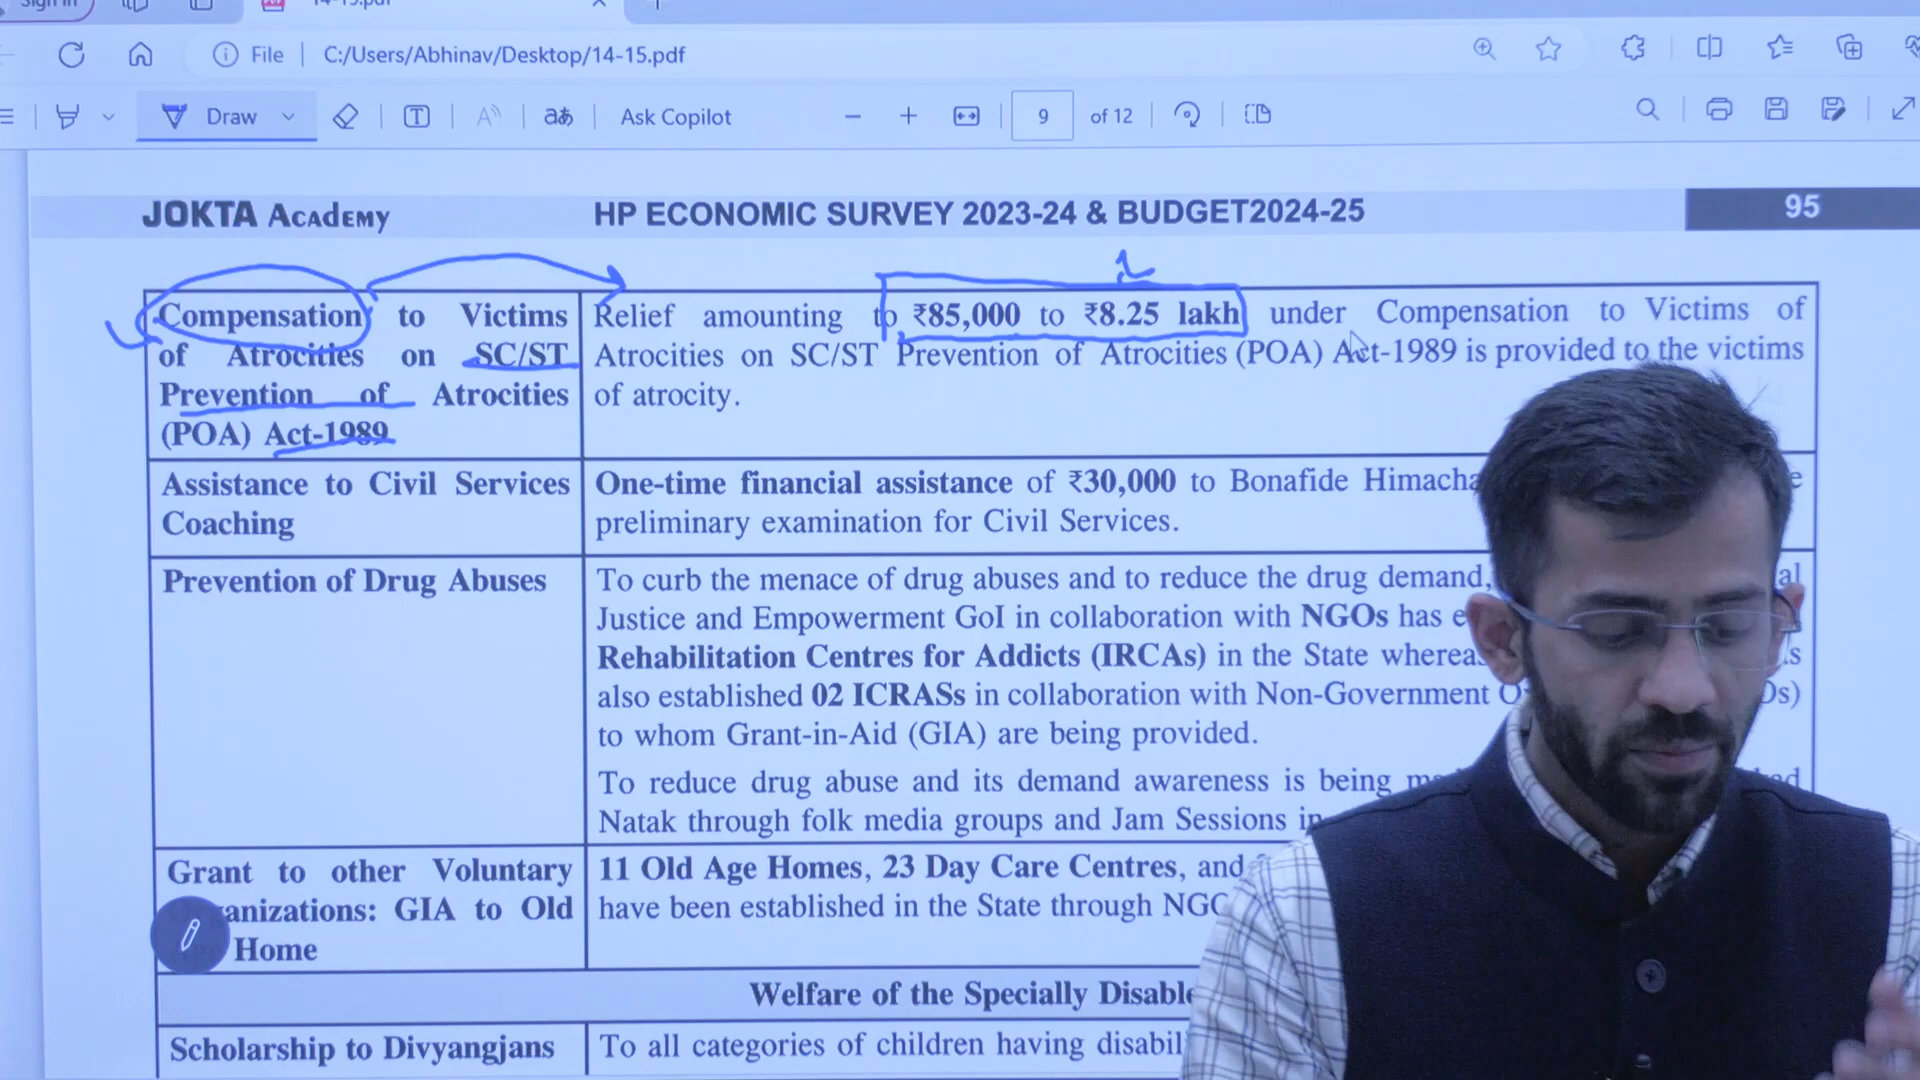 Sign in
14-15.pdf
File C:/Users/Abhinav/Desktop/14-15.pdf
Draw Ask Copilot 9 of 12
JOKTA ACADEMY HP ECONOMIC SURVEY 2023-24 & BUDGET2024-25 95
Compensation to Victims of Atrocities on SC/ST Prevention of Atrocities (POA) Act-1989
Relief amounting to ₹85,000 to ₹8.25 lakh under Compensation to Victims of
Atrocities on SC/ST Prevention of Atrocities (POA) Act-1989 is provided to the victims
of atrocity.
Assistance to Civil Services
Coaching
One-time financial assistance of ₹30,000 to Bonafide
preliminary examination for Civil Services.
Prevention of Drug Abuses
To curb the menace of drug abuses and to reduce the drug demand,
Justice and Empowerment GoI in collaboration with NGOs has
Rehabilitation Centres for Addicts (IRCAs) in the State
also established 02 ICRASs in collaboration with Non-Government
to whom Grant-in-Aid (GIA) are being provided.
To reduce drug abuse and its demand awareness is being
Natak through folk media groups and Jam Sessions in
Grant to other Voluntary
anizations: GIA to Old
Home
11 Old Age Homes, 23 Day Care Centres, and
have been established in the State through
Welfare of the Specially
Scholarship to Divyangjans
To all categories of children having